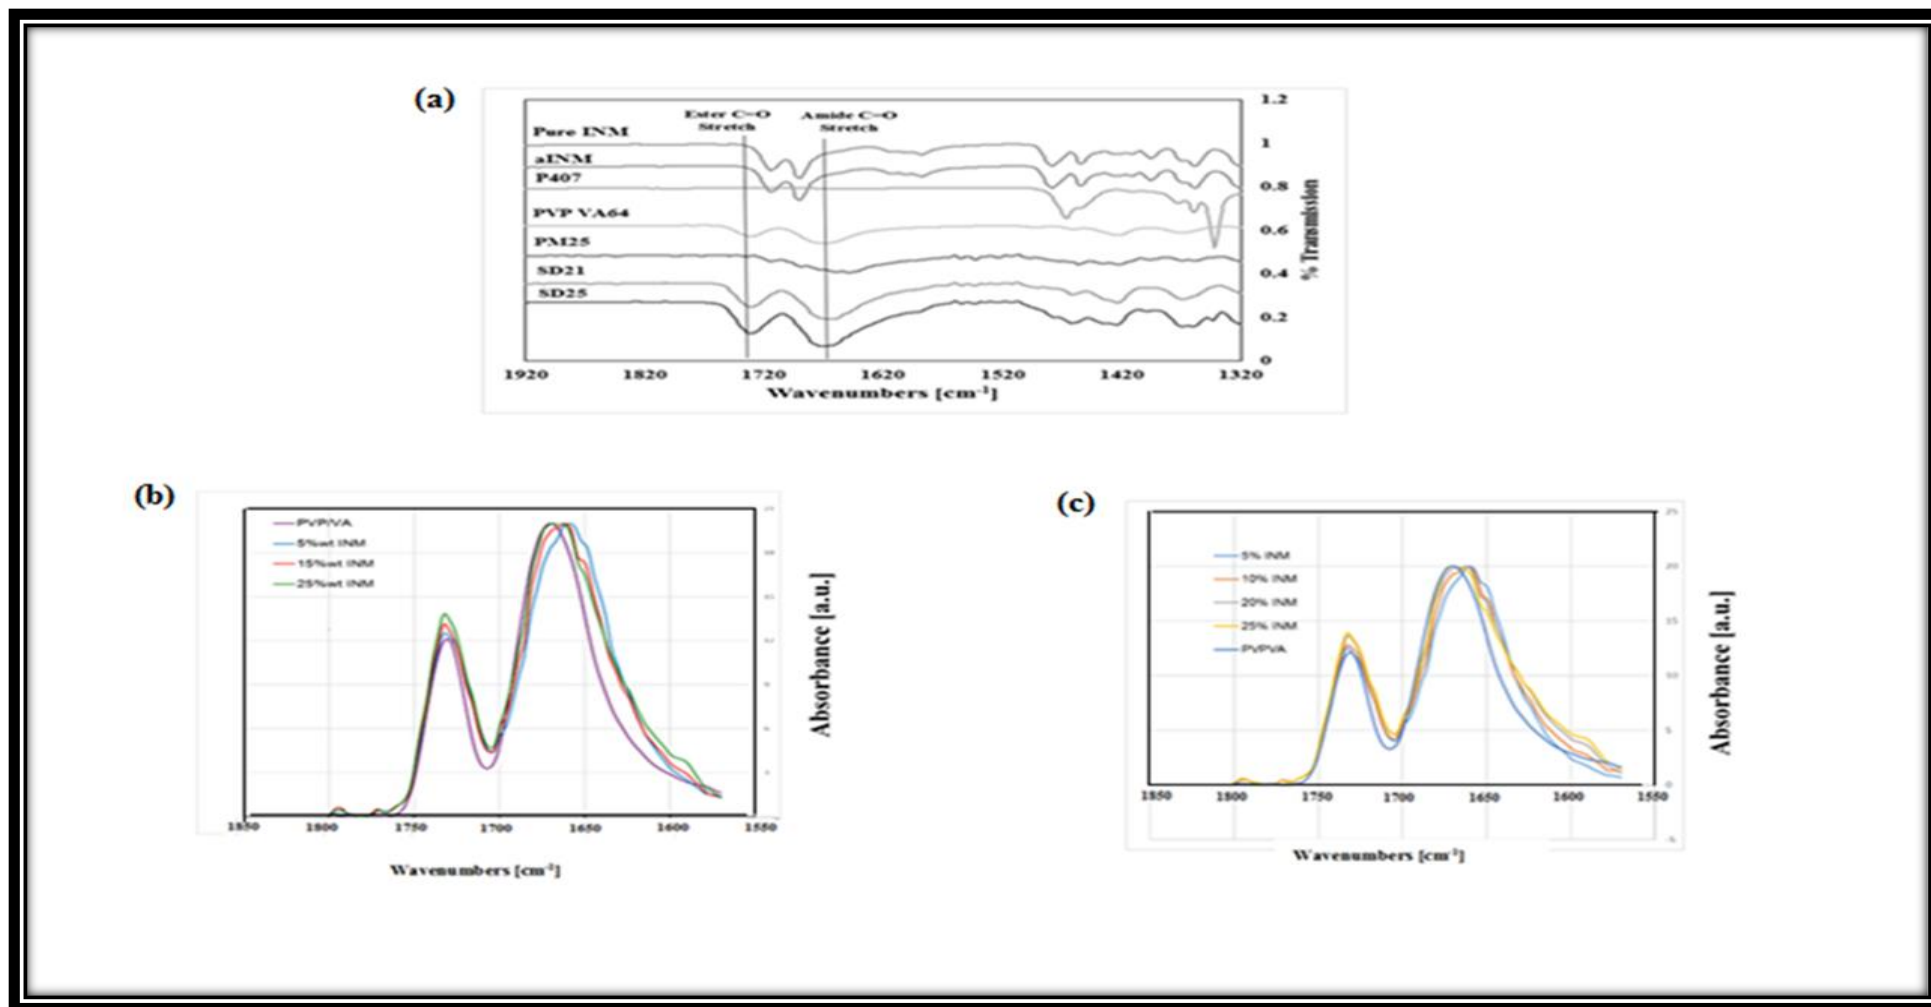 (a)
Ester C=O
Stretch
Amide C=O
Stretch
Pure INM
aINM
P407
PVP VA64
PM25
SD21
SD25
1.2
1
0.8
0.6
0.4
0.2
0
% Transmission
1920 1820 1720 1620 1520 1420 1320
Wavenumbers [cm⁻¹]
(b)
PVP/VA
5%wt INM
15%wt INM
25%wt INM
1850 1800 1750 1700 1650 1600 1550
Wavenumbers [cm⁻¹]
Absorbance [a.u.]
(c)
5% INM
10% INM
20% INM
25% INM
PVPVA
25
20
15
10
5
0
-5
1850 1800 1750 1700 1650 1600 1550
Wavenumbers [cm⁻¹]
Absorbance [a.u.]